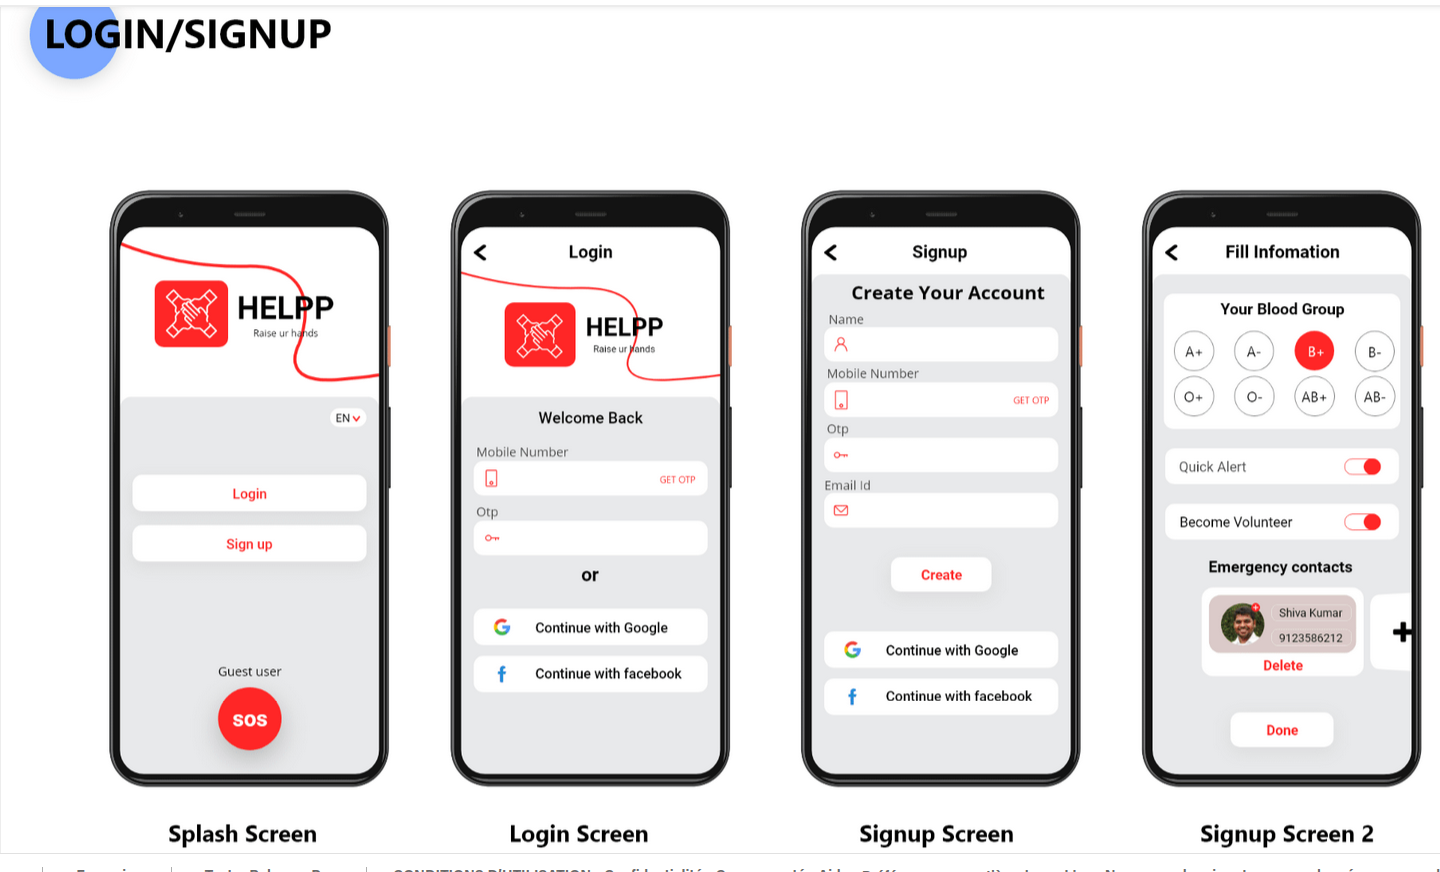 LOGIN/SIGNUP
HELPP
Raise ur hands
EN
Login
Sign up
Guest user
SOS
Splash Screen
Login
HELPP
Raise ur hands
Welcome Back
Mobile Number
GET OTP
Otp
or
Continue with Google
Continue with facebook
Login Screen
Signup
Create Your Account
Name
Mobile Number
GET OTP
Otp
Email Id
Create
Continue with Google
Continue with facebook
Signup Screen
Fill Infomation
Your Blood Group
A+ A- B+ B-
O+ O- AB+ AB-
Quick Alert
Become Volunteer
Emergency contacts
Shiva Kumar
9123586212
Delete
Done
Signup Screen 2